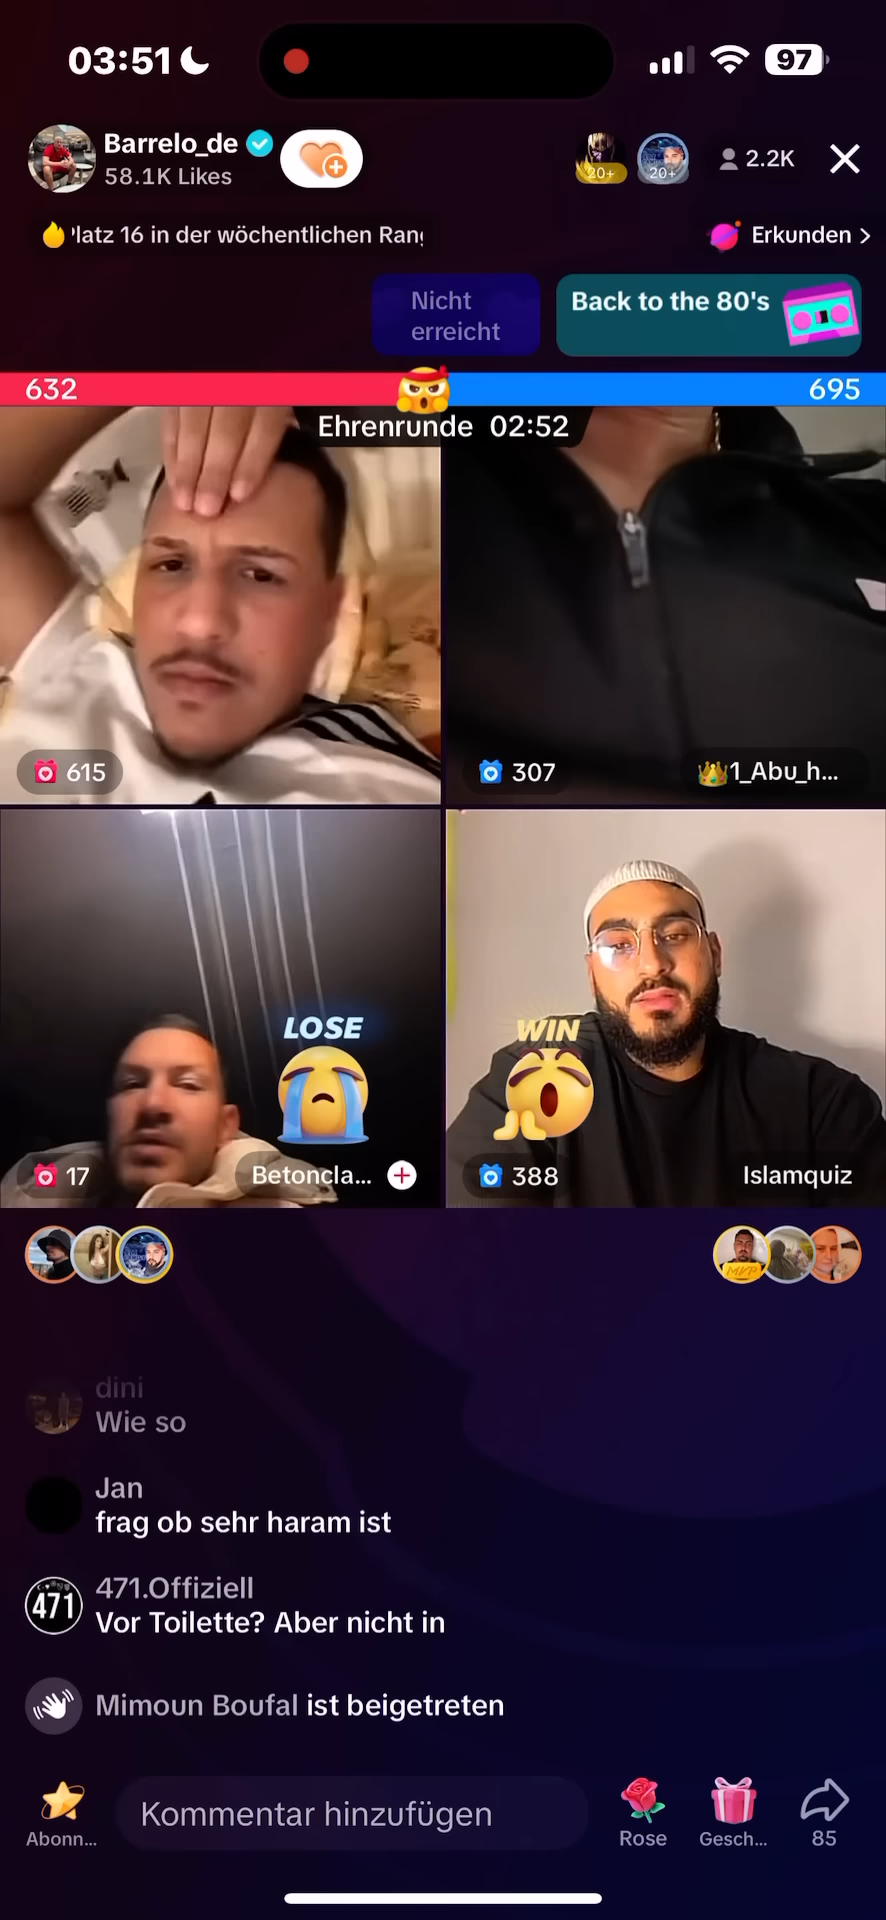 03:51
97
Barrelo_de
58.1K Likes
20+
20+
2.2K
latz 16 in der wöchentlichen Rang
Erkunden >
Nicht
erreicht
Back to the 80's
632
695
Ehrenrunde 02:52
615
307
1_Abu_h...
LOSE
WIN
17
Betoncla...
388
Islamquiz
MVP
dini
Wie so
Jan
frag ob sehr haram ist
471
471.Offiziell
Vor Toilette? Aber nicht in
Mimoun Boufal ist beigetreten
Abonn...
Kommentar hinzufügen
Rose
Gesch...
85